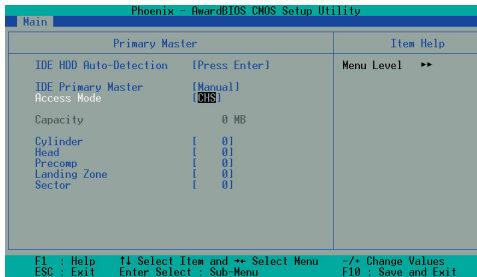 Phoenix - AwardBIOS CMOS Setup Utility
Main
Primary Master
Item Help
IDE HDD Auto-Detection [Press Enter]
Menu Level ▸▸
IDE Primary Master [Manual]
Access Mode [CHS]
Capacity 0 MB
Cylinder [ 0]
Head [ 0]
Precomp [ 0]
Landing Zone [ 0]
Sector [ 0]
F1 : Help ↑↓ Select Item and →← Select Menu -/+ Change Values
ESC : Exit Enter Select : Sub-Menu F10 : Save and Exit